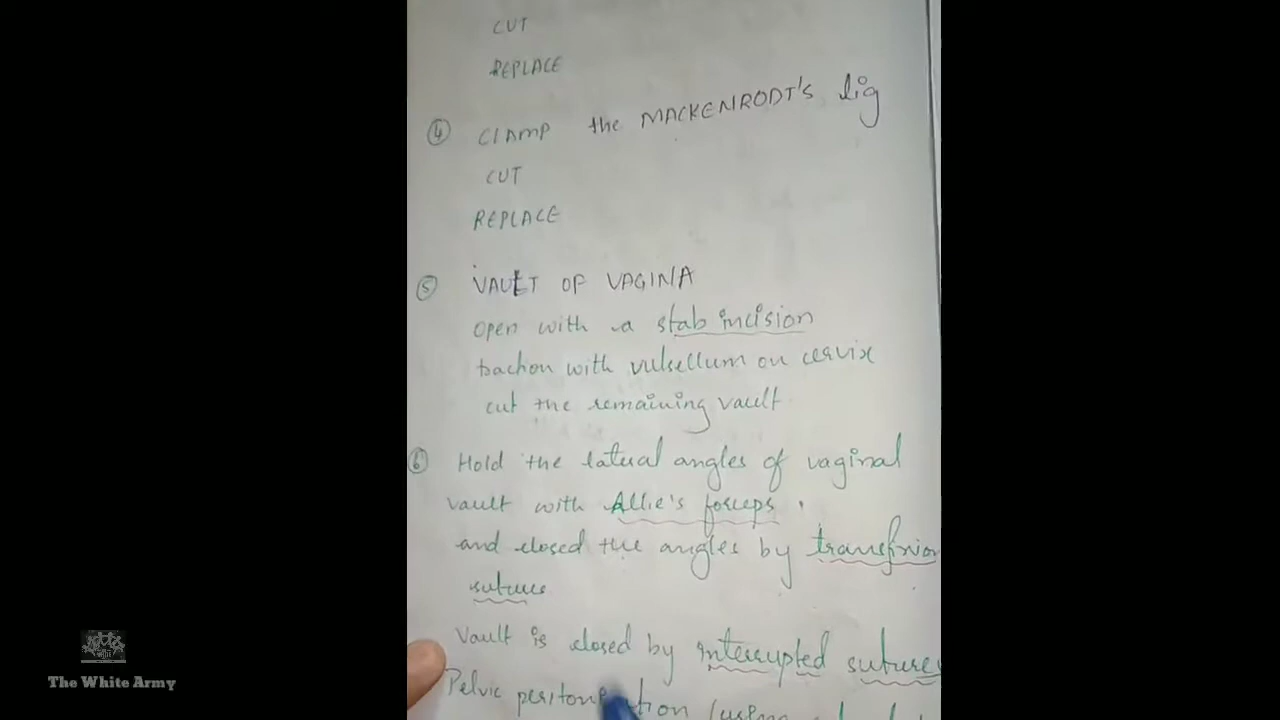 CUT
REPLACE
④ CLAMP the MACKENRODT'S lig
CUT
REPLACE
⑤ VAULT OF VAGINA
open with a stab incision
traction with vulsellum on cervix
cut the remaining vault
⑥ Hold the lateral angles of vaginal
vault with Allie's forceps.
and closed the angles by transfixion
suture
Vault is closed by interrupted sutures
Pelvic
The White Army